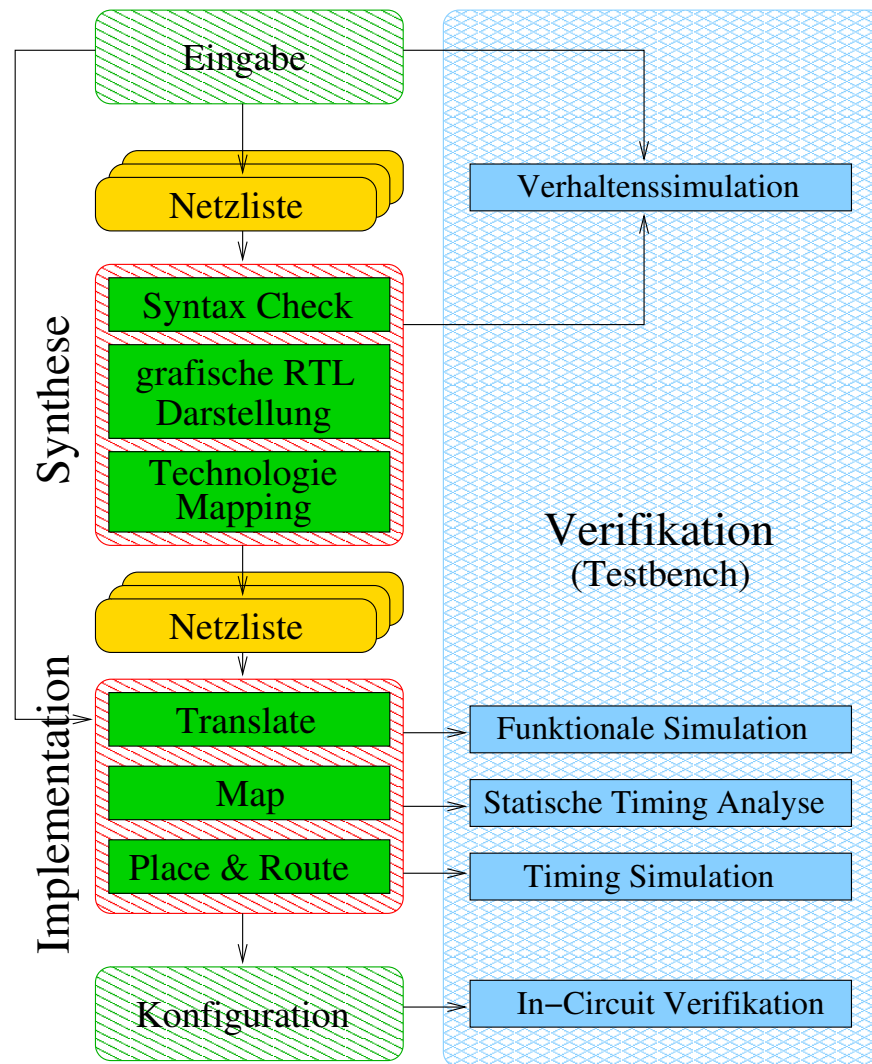 Eingabe
Netzliste
Synthese
Syntax Check
grafische RTL
Darstellung
Technologie
Mapping
Netzliste
Implementation
Translate
Map
Place & Route
Konfiguration
Verhaltenssimulation
Verifikation
(Testbench)
Funktionale Simulation
Statische Timing Analyse
Timing Simulation
In−Circuit Verifikation